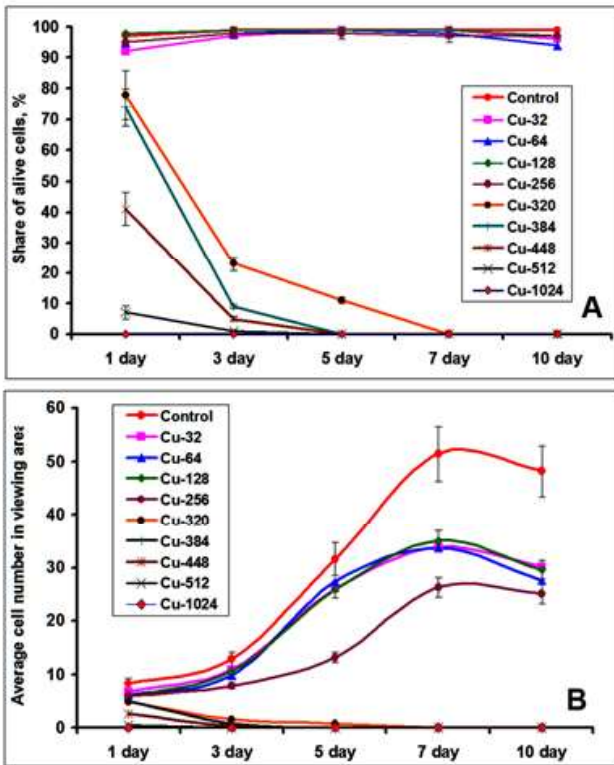 Share of alive cells, %
100
90
80
70
60
50
40
30
20
10
0
Control
Cu-32
Cu-64
Cu-128
Cu-256
Cu-320
Cu-384
Cu-448
Cu-512
Cu-1024
A
1 day 3 day 5 day 7 day 10 day
Average cell number in viewing area
60
50
40
30
20
10
0
Control
Cu-32
Cu-64
Cu-128
Cu-256
Cu-320
Cu-384
Cu-448
Cu-512
Cu-1024
B
1 day 3 day 5 day 7 day 10 day